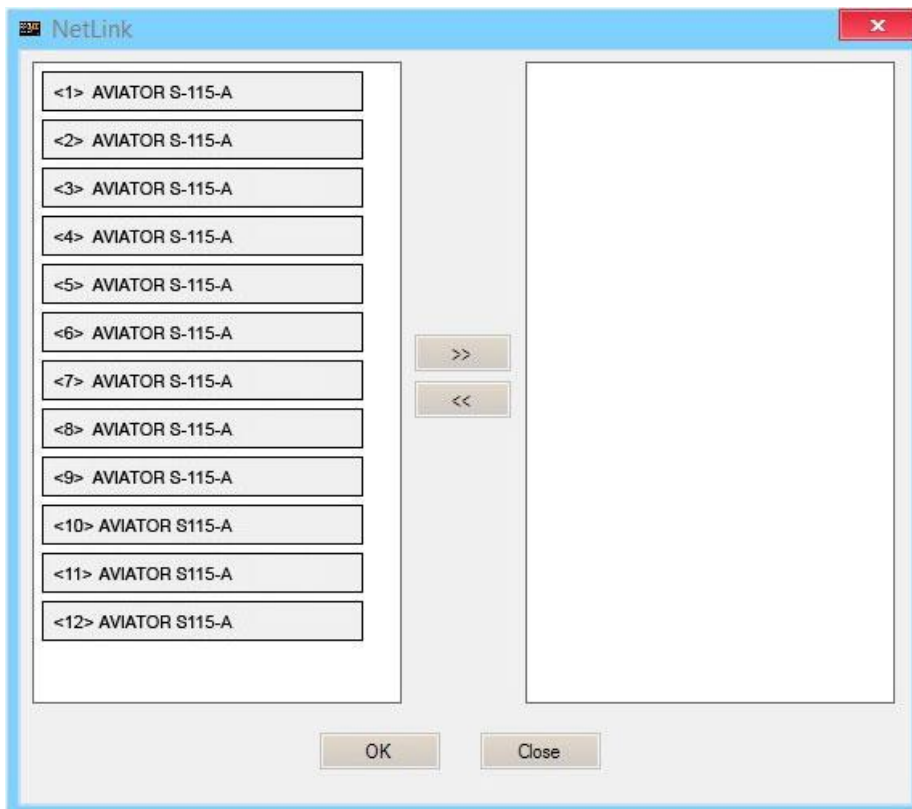 NetLink
<1> AVIATOR S-115-A
<2> AVIATOR S-115-A
<3> AVIATOR S-115-A
<4> AVIATOR S-115-A
<5> AVIATOR S-115-A
<6> AVIATOR S-115-A
<7> AVIATOR S-115-A
<8> AVIATOR S-115-A
<9> AVIATOR S-115-A
<10> AVIATOR S115-A
<11> AVIATOR S115-A
<12> AVIATOR S115-A
>>
<<
OK Close